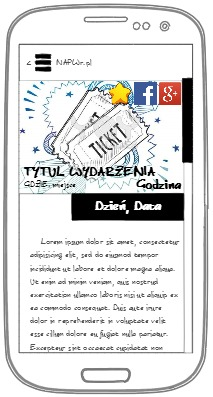 < NAPWr.pl
f g+
TICKET
TYTUŁ WYDARZENIA
GDZIE- miejsce Godzina
Dzień, Data
Lorem ipsum dolor sit amet, consectetur
adipisicing elit, sed do eiusmod tempor
incididunt ut labore et dolore magna aliqua.
Ut enim ad minim veniam, quis nostrud
exercitation ullamco laboris nisi ut aliquip ex
ea commodo consequat. Duis aute irure
dolor in reprehenderit in voluptate velit
esse cillum dolore eu fugiat nulla pariatur.
Excepteur sint occaecat cupidatat non